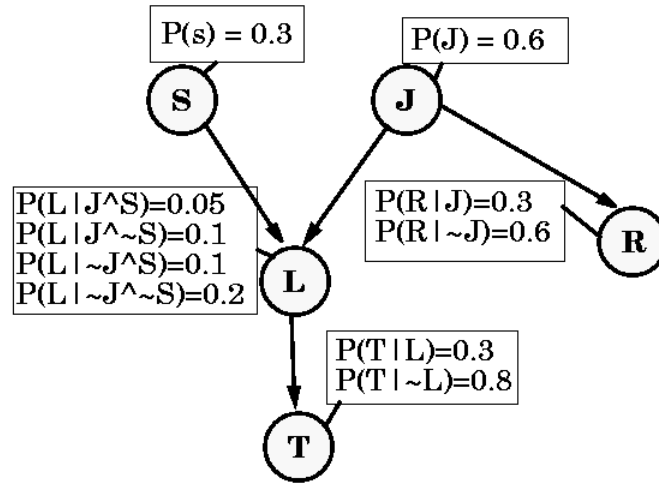 P(s) = 0.3
P(J) = 0.6
S
J
P(L|J^S)=0.05
P(L|J^~S)=0.1
P(L|~J^S)=0.1
P(L|~J^~S)=0.2
P(R|J)=0.3
P(R|~J)=0.6
R
L
P(T|L)=0.3
P(T|~L)=0.8
T